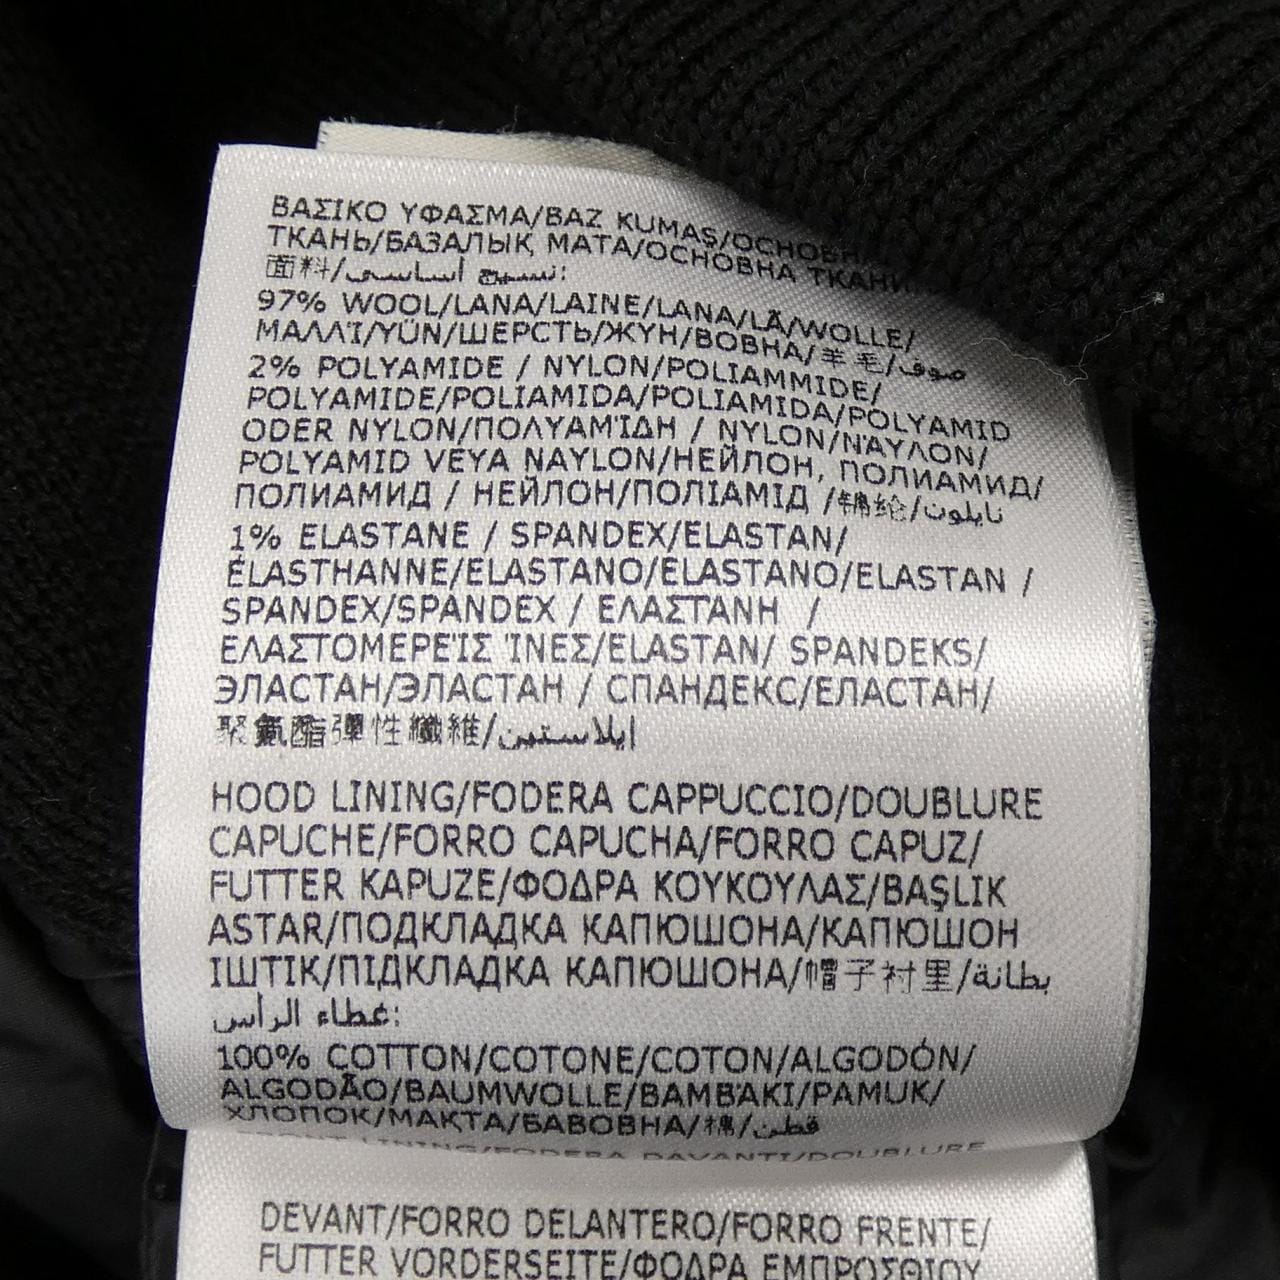 ΒΑΣΙΚΟ ΥΦΑΣΜΑ/BAZ KUMAŞ/ОСНОВНАЯ
ТКАНЬ/БАЗАЛЫҚ МАТА/ОСНОВНА ТКАНИНА
面料/نسيج أساسي:
97% WOOL/LANA/LAINE/LANA/LÃ/WOLLE/
ΜΑΛΛΊ/YÜN/ШЕРСТЬ/ЖҮН/ВОВНА/羊毛/صوف
2% POLYAMIDE / NYLON/POLIAMMIDE/
POLYAMIDE/POLIAMIDA/POLIAMIDA/POLYAMID
ODER NYLON/ΠΟΛΥΑΜΊΔΗ / NYLON/ΝΆΥΛΟΝ/
POLYAMID VEYA NAYLON/НЕЙЛОН, ПОЛИАМИД/
ПОЛИАМИД / НЕЙЛОН/ПОЛІАМІД /锦纶/نايلون
1% ELASTANE / SPANDEX/ELASTAN/
ÉLASTHANNE/ELASTANO/ELASTANO/ELASTAN /
SPANDEX/SPANDEX / ΕΛΑΣΤΑΝΗ /
ΕΛΑΣΤΟΜΕΡΕΊΣ ΊΝΕΣ/ELASTAN/ SPANDEKS/
ЭЛАСТАН/ЭЛАСТАН / СПАНДЕКС/ЕЛАСТАН/
聚氨酯彈性纖維/ايلاستين
HOOD LINING/FODERA CAPPUCCIO/DOUBLURE
CAPUCHE/FORRO CAPUCHA/FORRO CAPUZ/
FUTTER KAPUZE/ΦΟΔΡΑ ΚΟΥΚΟΥΛΑΣ/BAŞLIK
ASTAR/ПОДКЛАДКА КАПЮШОНА/КАПЮШОН
ІШТІК/ПІДКЛАДКА КАПЮШОНА/帽子衬里/بطانة
غطاء الرأس:
100% COTTON/COTONE/COTON/ALGODÓN/
ALGODÃO/BAUMWOLLE/ΒΑΜΒΆΚΙ/PAMUK/
ХЛОПОК/МАҚТА/БАВОВНА/棉/قطن
FRONT LINING/FODERA DAVANTI/DOUBLURE
DEVANT/FORRO DELANTERO/FORRO FRENTE/
FUTTER VORDERSEITE/ΦΟΔΡΑ ΕΜΠΡΟΣΘΙΟΥ